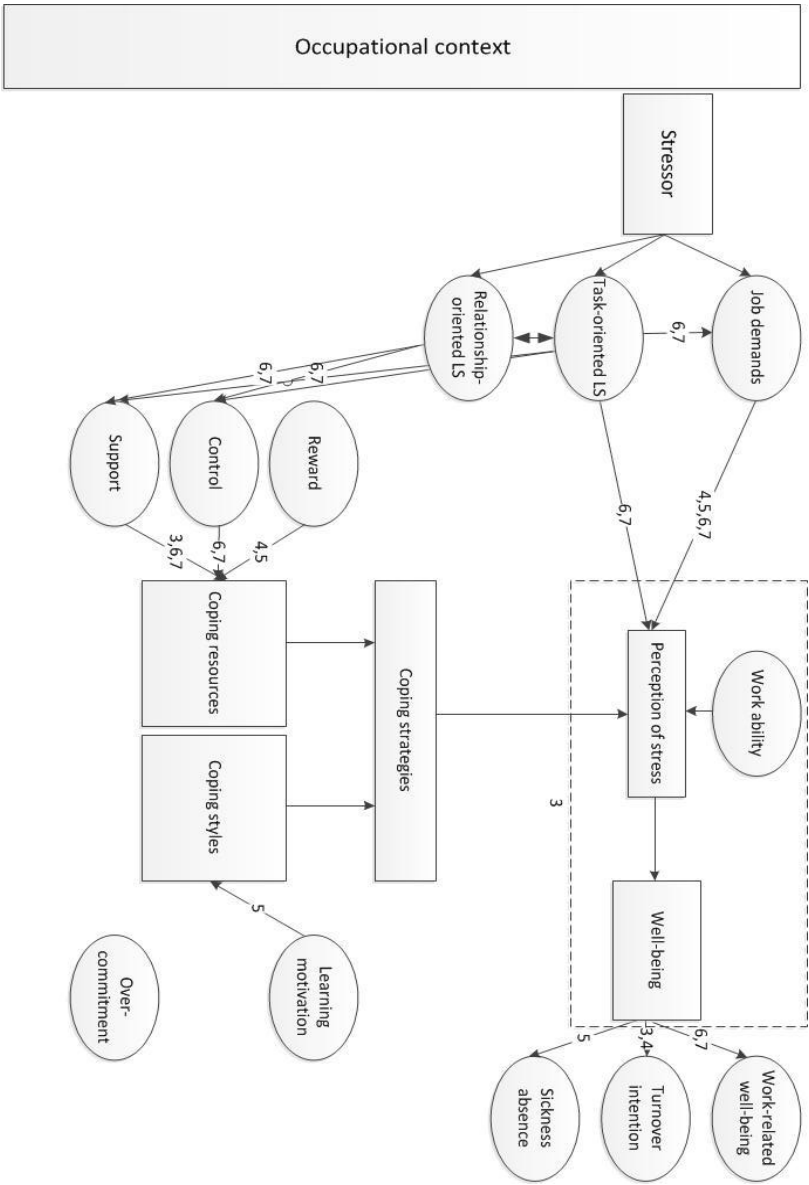 Occupational context
Stressor
Job demands
Task-oriented LS
Relationship-
oriented LS
6,7
6,7
6,7
Reward
Control
Support
4,5,6,7
6,7
4,5
6,7
3,6,7
Work ability
Perception of stress
Coping strategies
Coping resources
Coping styles
3
Well-being
5
Learning
motivation
Over-
commitment
6,7
3,4
5
Work-related
well-being
Turnover
intention
Sickness
absence